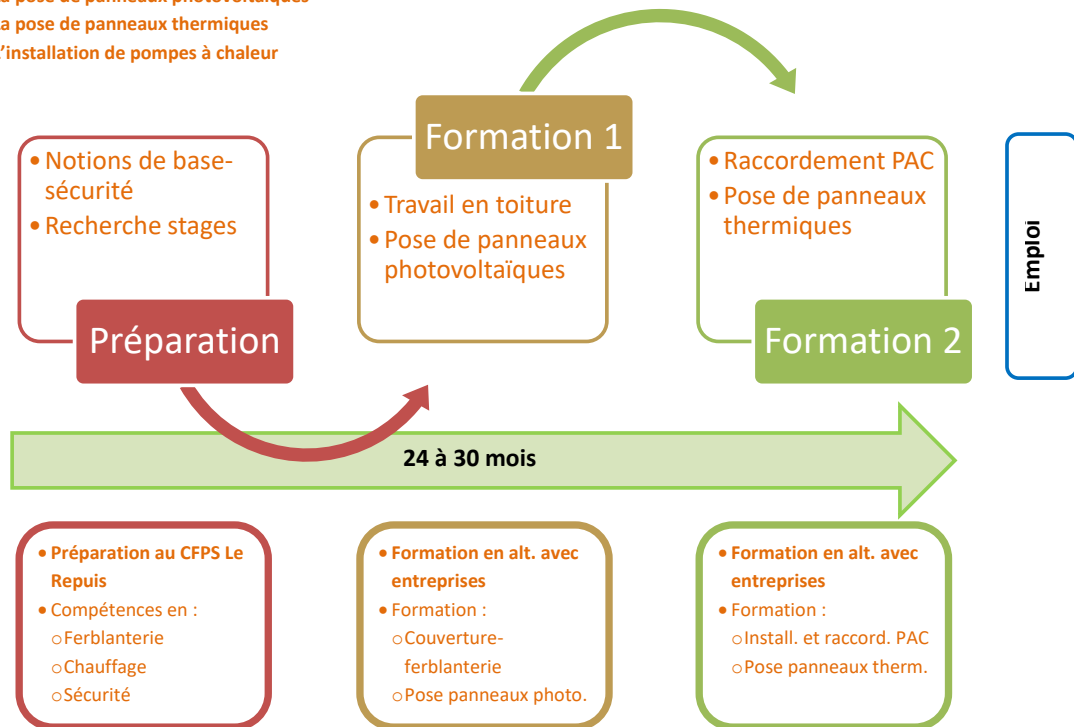 La pose de panneaux thermiques
L'installation de pompes à chaleur
Formation 1
• Notions de base-
sécurité
• Recherche stages
Préparation
• Travail en toiture
• Pose de panneaux
photovoltaïques
• Raccordement PAC
• Pose de panneaux
thermiques
Formation 2
Emploi
24 à 30 mois
• Préparation au CFPS Le
Repuis
• Compétences en :
o Ferblanterie
o Chauffage
o Sécurité
• Formation en alt. avec
entreprises
• Formation :
o Couverture-
ferblanterie
o Pose panneaux photo.
• Formation en alt. avec
entreprises
• Formation :
o Install. et raccord. PAC
o Pose panneaux therm.